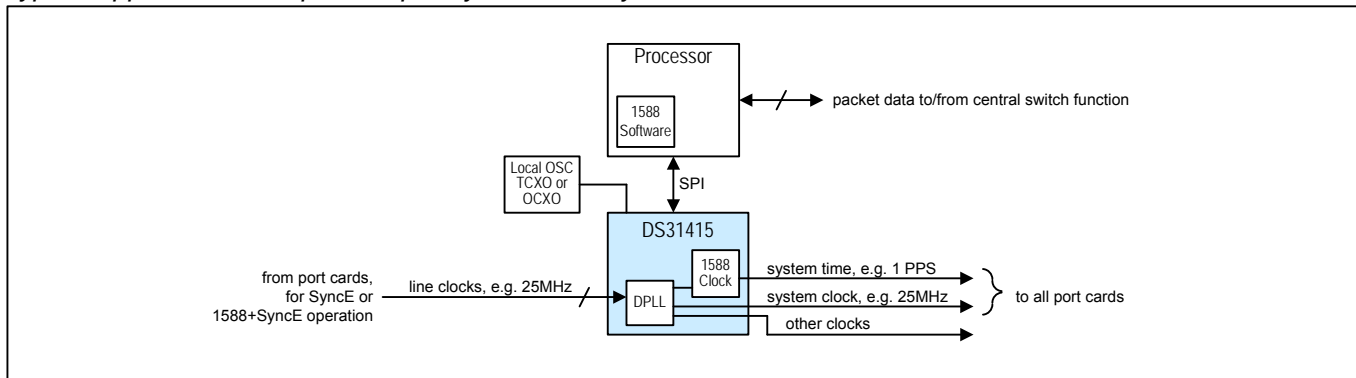 Processor
1588
Software
packet data to/from central switch function
Local OSC
TCXO or
OCXO
SPI
DS31415
1588
Clock
DPLL
from port cards,
for SyncE or
1588+SyncE operation
line clocks, e.g. 25MHz
system time, e.g. 1 PPS
system clock, e.g. 25MHz
other clocks
to all port cards